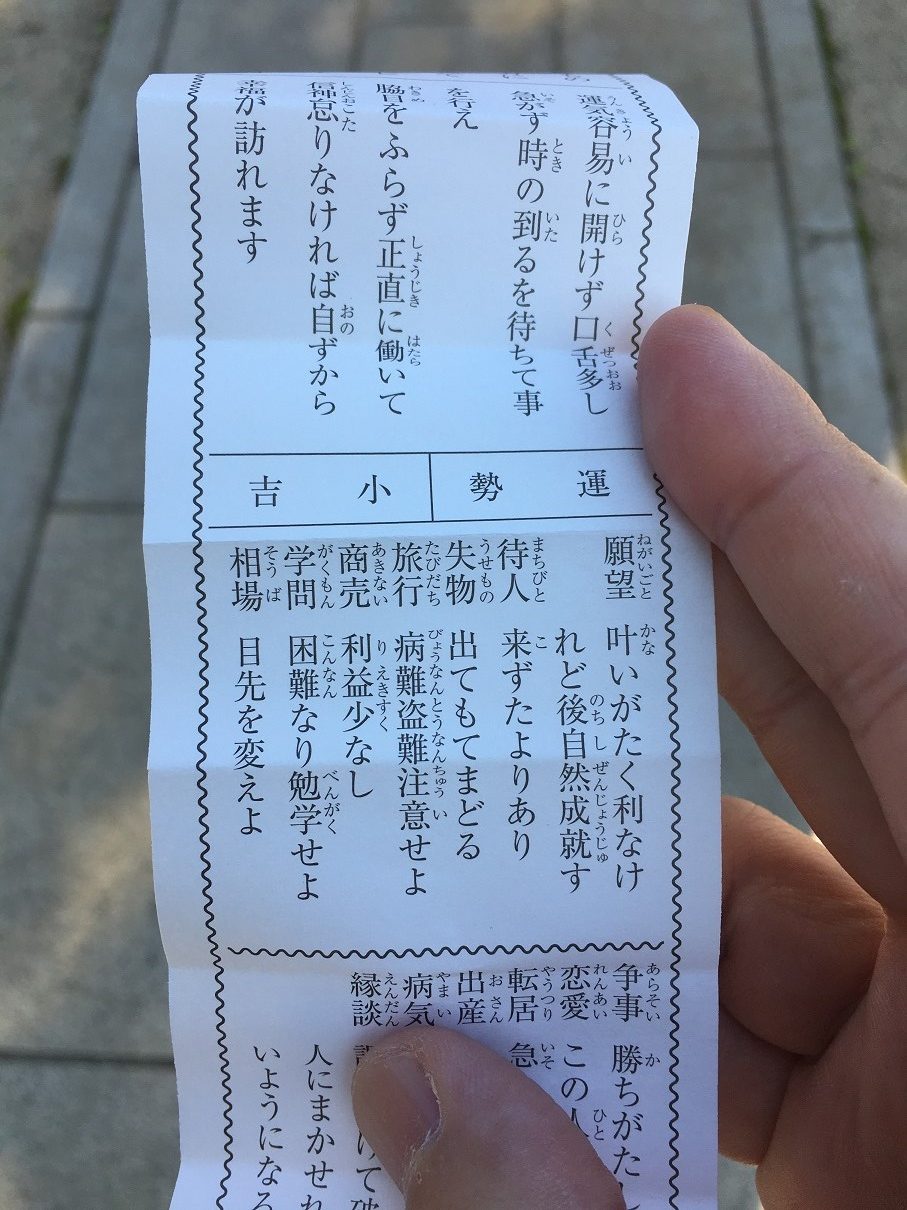 運気容易に開けず口舌多し
急がず時の到るを待ちて事
を行え
脇目をふらず正直に働いて
信神怠りなければ自ずから
幸福が訪れます
運勢 小吉
願望 叶いがたく利なけ
れど後自然成就す
待人 来ずたよりあり
失物 出てもてまどる
旅行 病難盗難注意せよ
商売 利益少なし
学問 困難なり勉学せよ
相場 目先を変えよ
争事 勝ちがたし
恋愛 この人
転居 急
出産
病気
縁談
人にまかせれ
いようになる